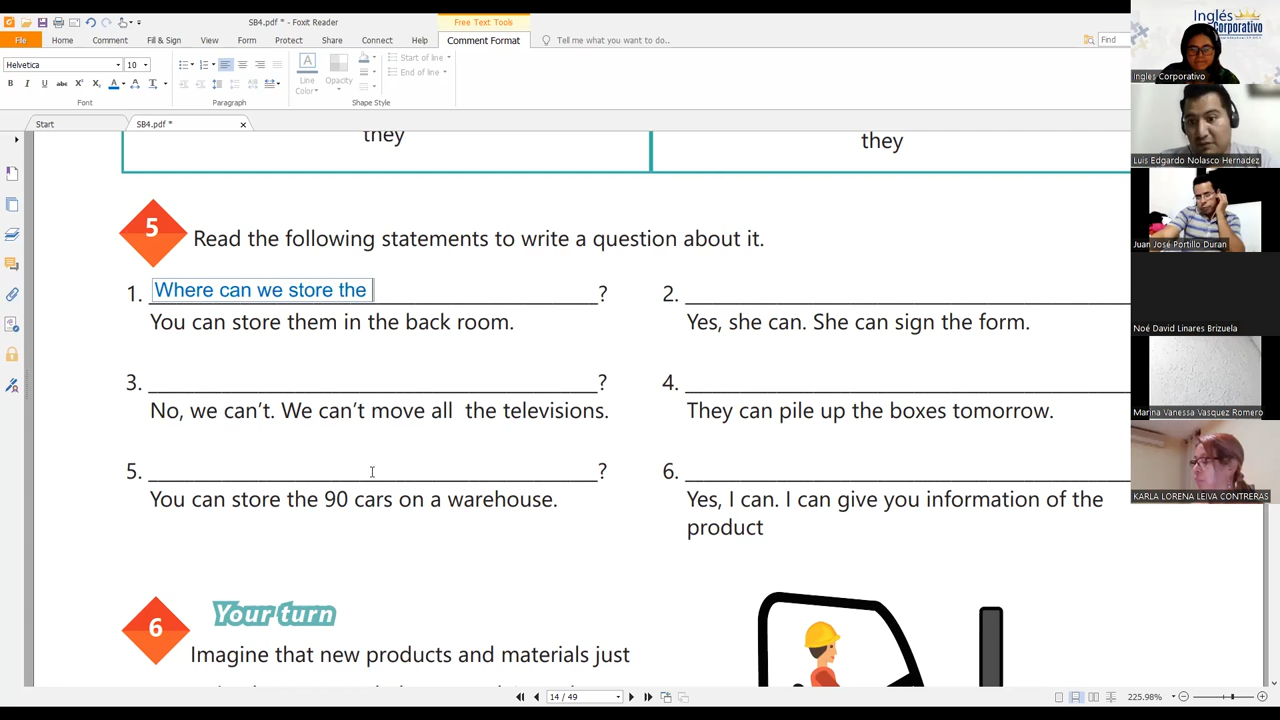 SB4.pdf * - Foxit Reader
Free Text Tools
File Home Comment Fill & Sign View Form Protect Share Connect Help Comment Format Tell me what you want to do.. Find
Helvetica 10
Line Color
Opacity
Start of line
End of line
Font Paragraph Shape Style
Start SB4.pdf *
they they
5 Read the following statements to write a question about it.
1. Where can we store the ?
You can store them in the back room.
2.
Yes, she can. She can sign the form.
3. ?
No, we can't. We can't move all the televisions.
4.
They can pile up the boxes tomorrow.
5. ?
You can store the 90 cars on a warehouse.
6.
Yes, I can. I can give you information of the
product
6 Your turn
Imagine that new products and materials just
14 / 49
225.98%
Inglés
Corporativo
Ingles Corporativo
Luis Edgardo Nolasco Hernadez
Juan José Portillo Duran
Noé David Linares Brizuela
Marina Vanessa Vasquez Romero
KARLA LORENA LEIVA CONTRERAS